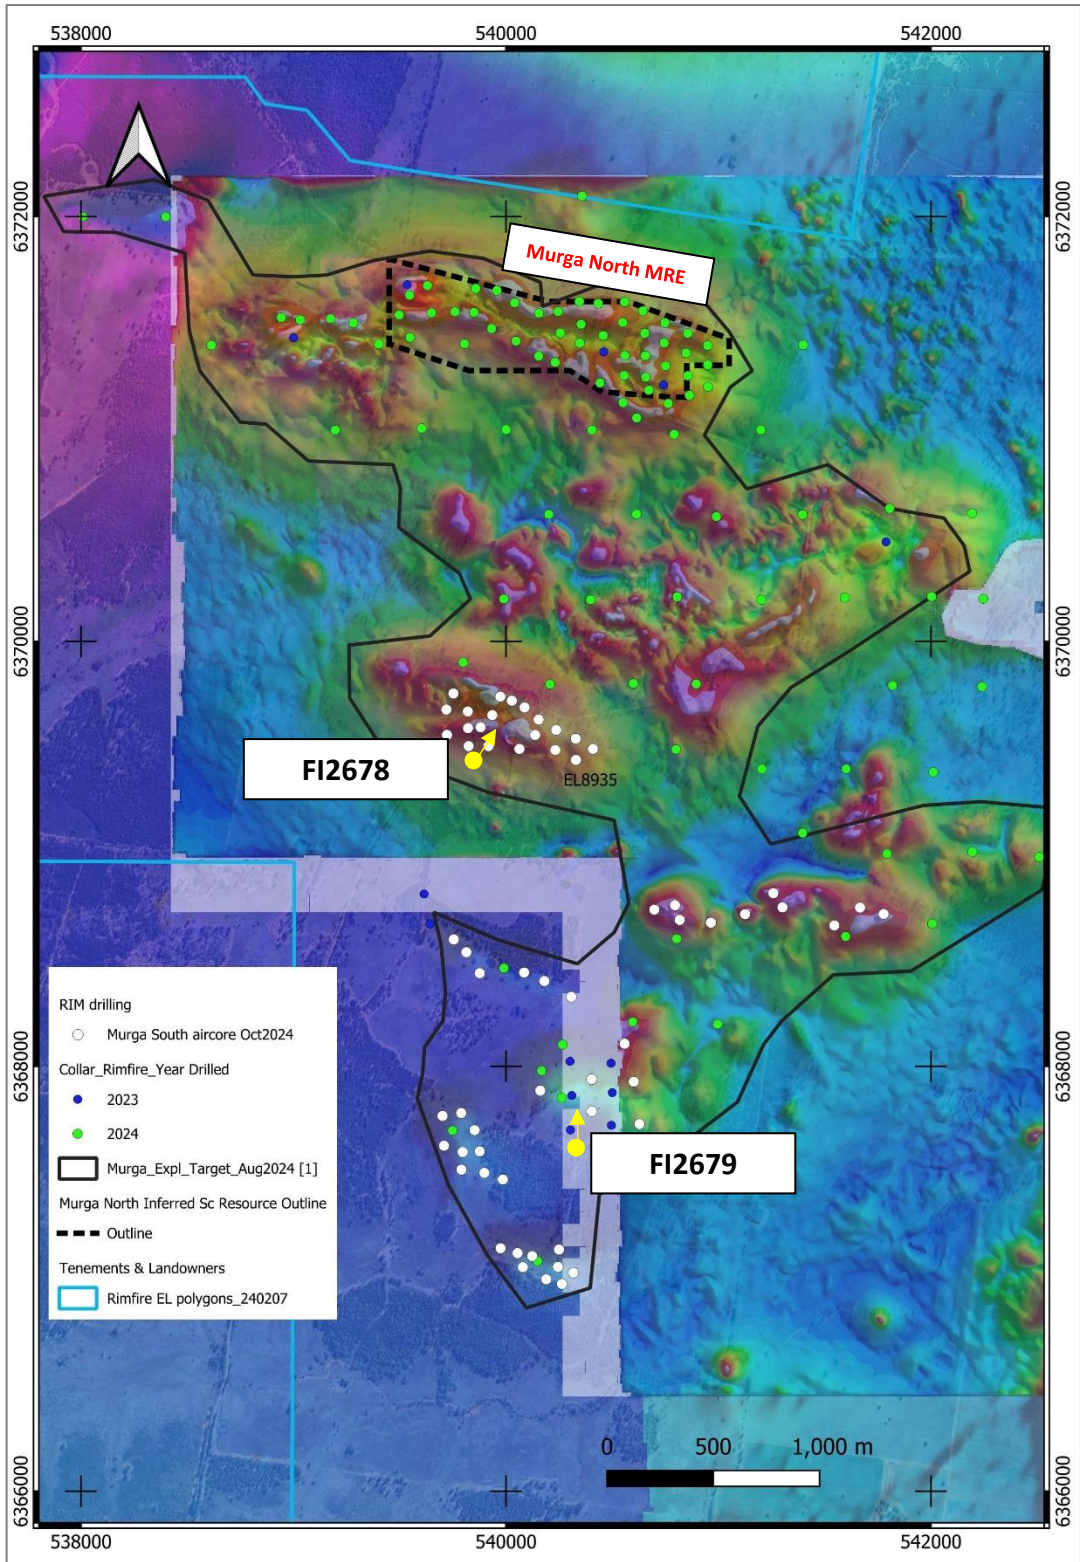 538000
540000
542000
6372000
6372000
Murga North MRE
6370000
6370000
FI2678
EL8935
6368000
6368000
FI2679
RIM drilling
Murga South aircore Oct2024
Collar_Rimfire_Year Drilled
2023
2024
Murga_Expl_Target_Aug2024 [1]
Murga North Inferred Sc Resource Outline
Outline
Tenements & Landowners
Rimfire EL polygons_240207
0 500 1,000 m
6366000
6366000
538000
540000
542000